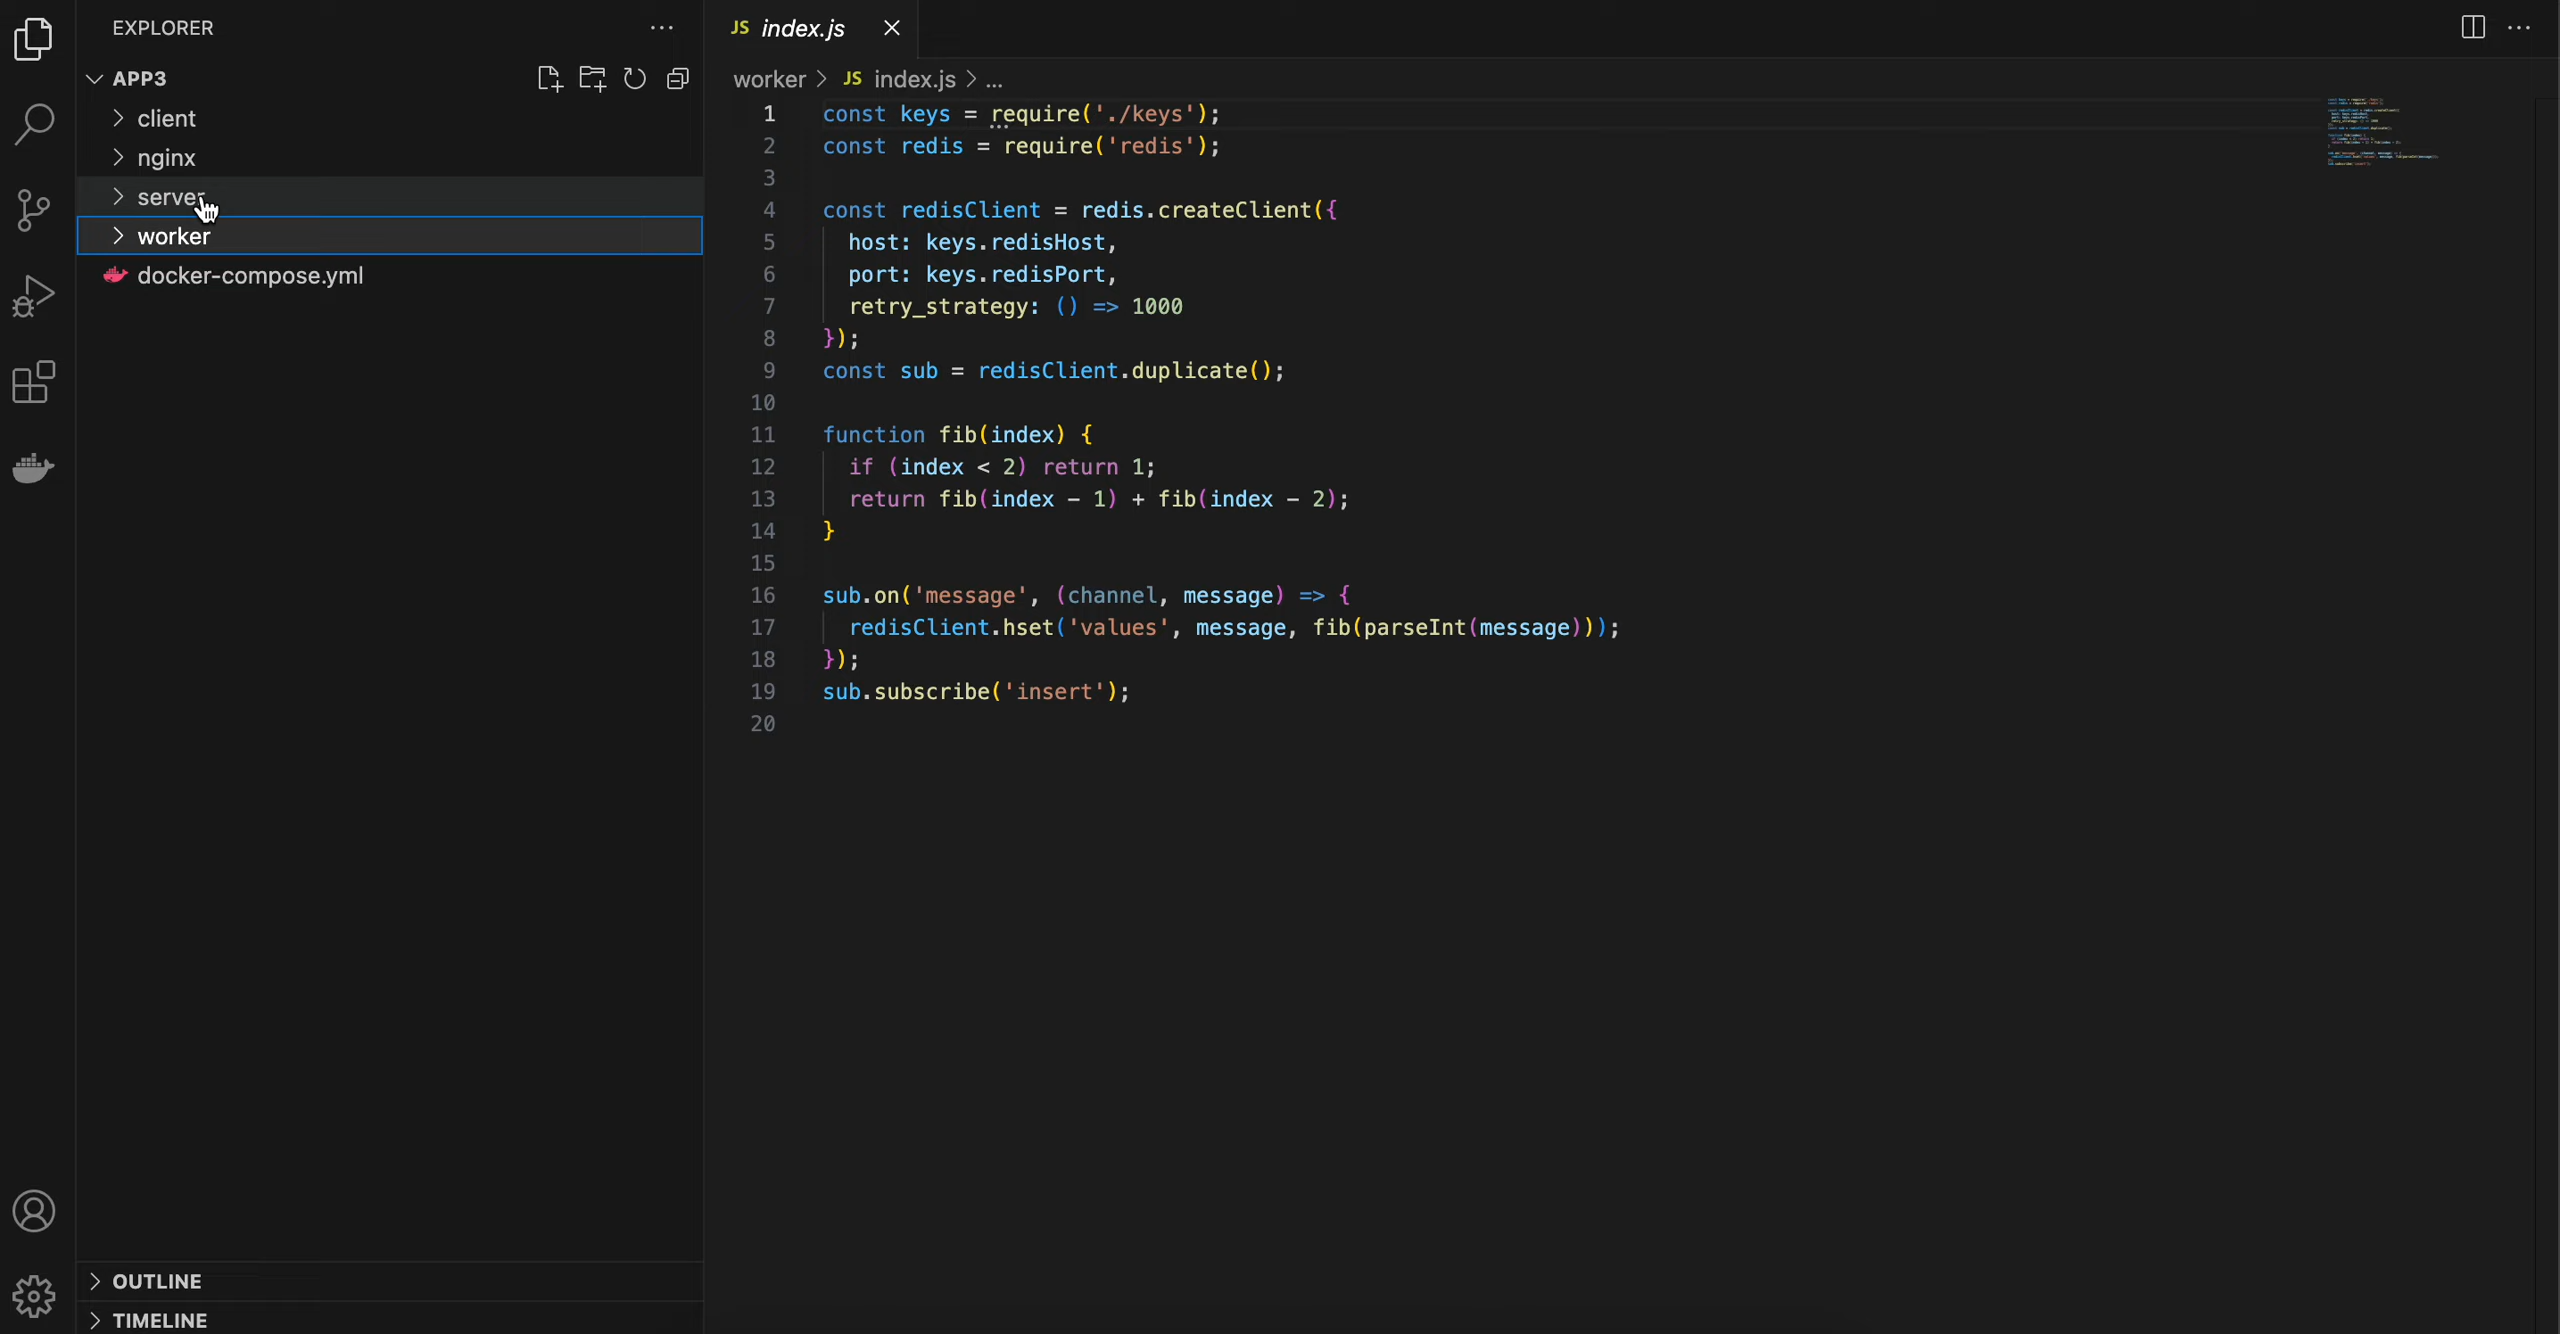 EXPLORER
APP3
client
nginx
server
worker
docker-compose.yml
OUTLINE
TIMELINE
JS index.js
worker > JS index.js > ...
1 const keys = require('./keys');
2 const redis = require('redis');
3
4 const redisClient = redis.createClient({
5 host: keys.redisHost,
6 port: keys.redisPort,
7 retry_strategy: () => 1000
8 });
9 const sub = redisClient.duplicate();
10
11 function fib(index) {
12 if (index < 2) return 1;
13 return fib(index - 1) + fib(index - 2);
14 }
15
16 sub.on('message', (channel, message) => {
17 redisClient.hset('values', message, fib(parseInt(message)));
18 });
19 sub.subscribe('insert');
20